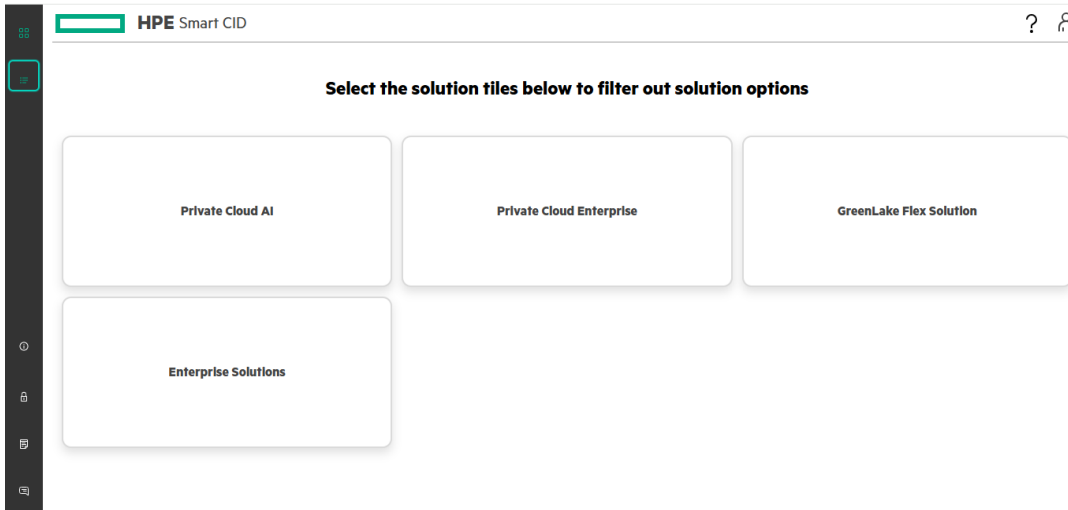 HPE Smart CID
?
Select the solution tiles below to filter out solution options
Private Cloud AI
Private Cloud Enterprise
GreenLake Flex Solution
Enterprise Solutions